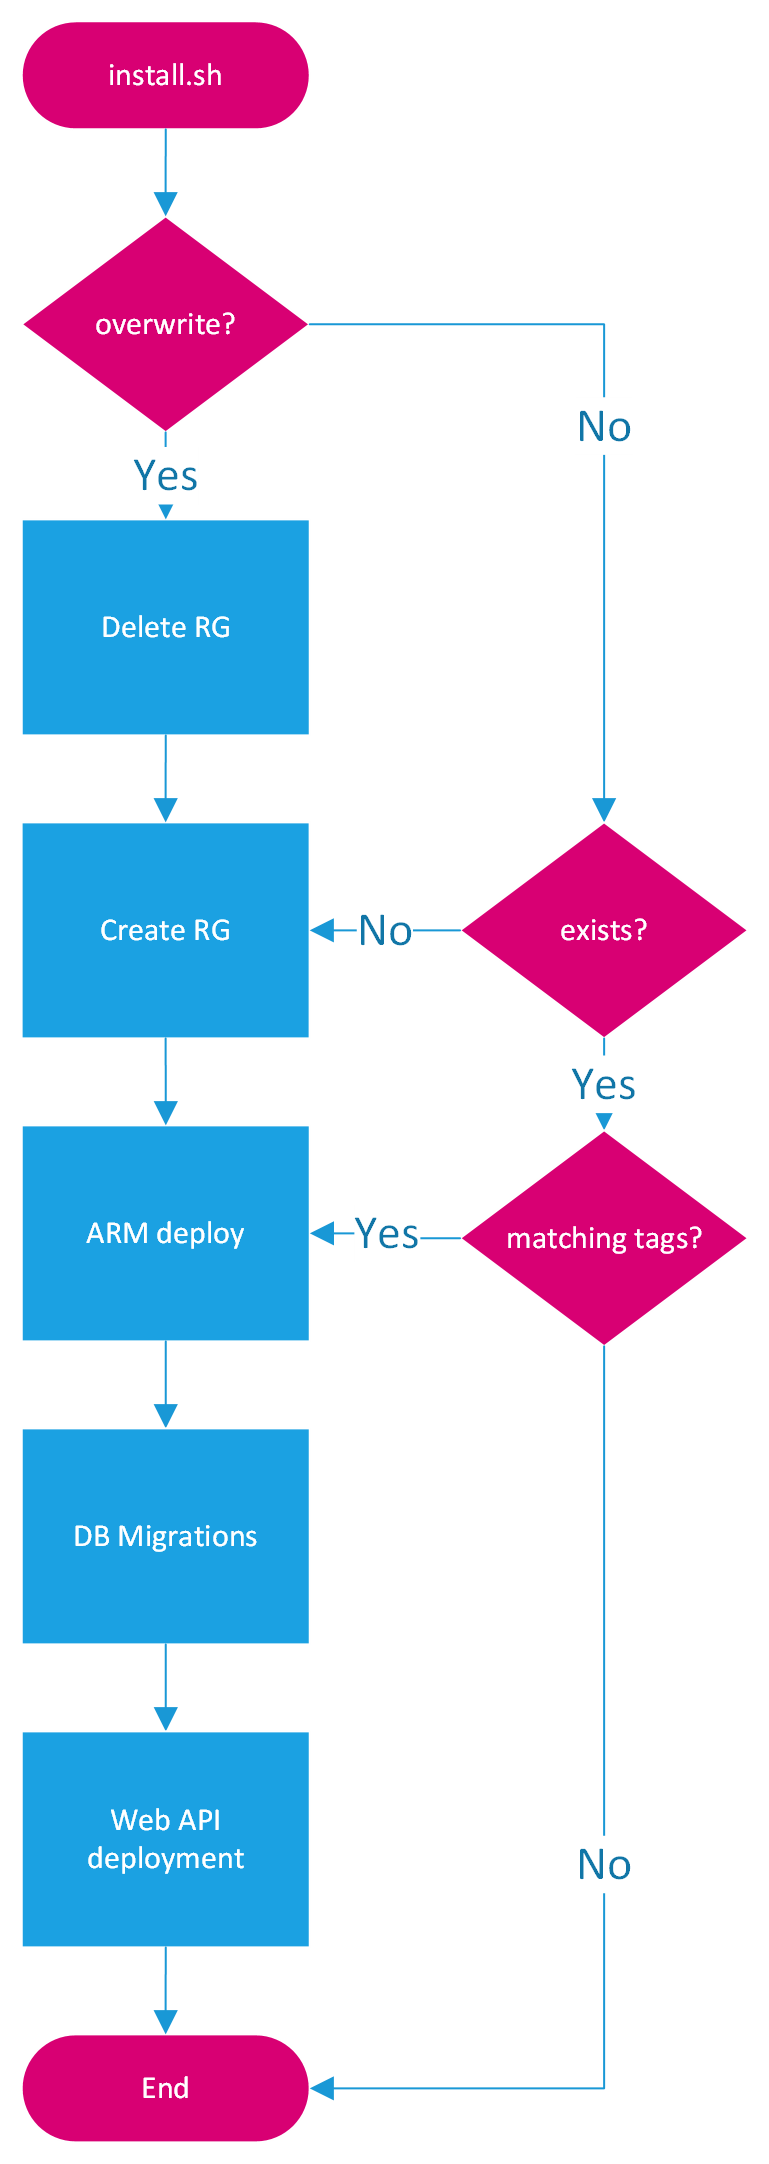 install.sh
overwrite?
No
Yes
Delete RG
Create RG
No
exists?
Yes
ARM deploy
Yes
matching tags?
DB Migrations
Web API
deployment
No
End